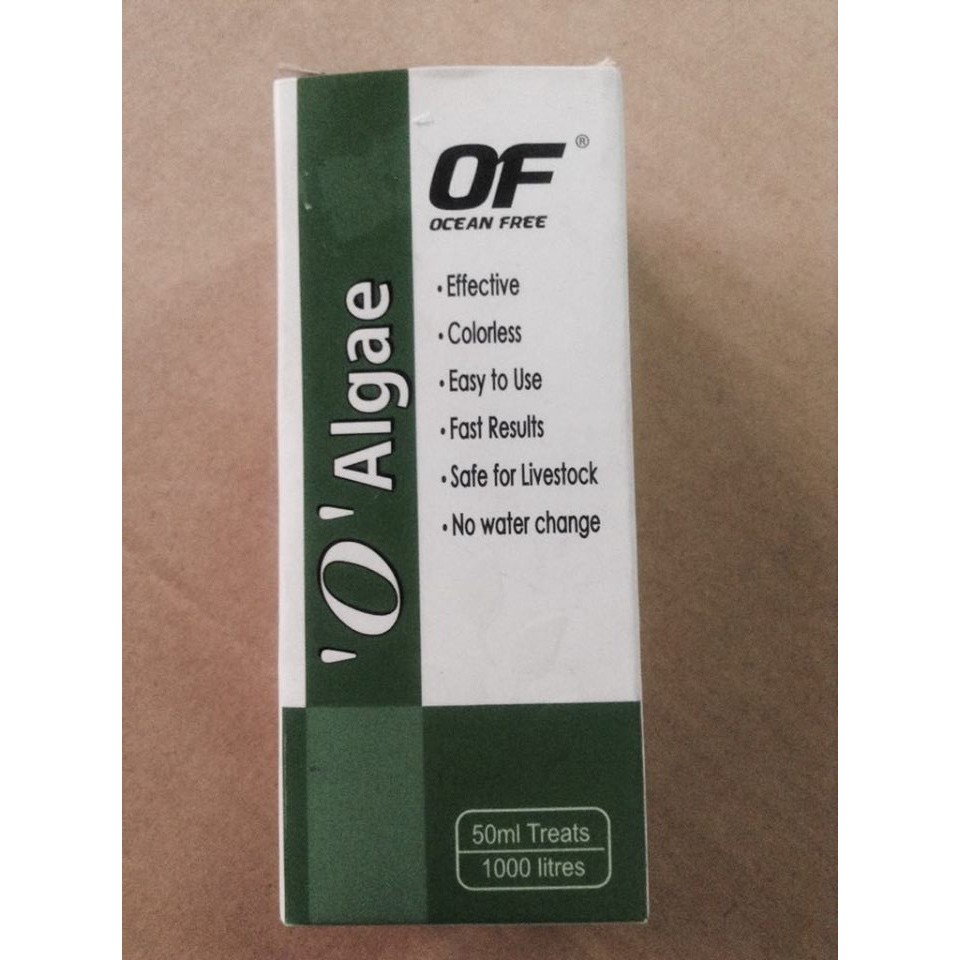 OF®
OCEAN FREE
'O' Algae
• Effective
• Colorless
• Easy to Use
• Fast Results
• Safe for Livestock
• No water change
50ml Treats
1000 litres